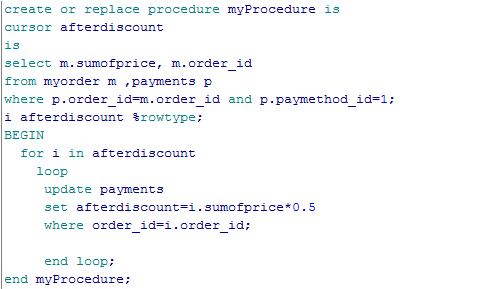 create or replace procedure myProcedure is
cursor afterdiscount
is
select m.sumofprice, m.order_id
from myorder m ,payments p
where p.order_id=m.order_id and p.paymethod_id=1;
i afterdiscount %rowtype;
BEGIN
for i in afterdiscount
loop
update payments
set afterdiscount=i.sumofprice*0.5
where order_id=i.order_id;
end loop;
end myProcedure;